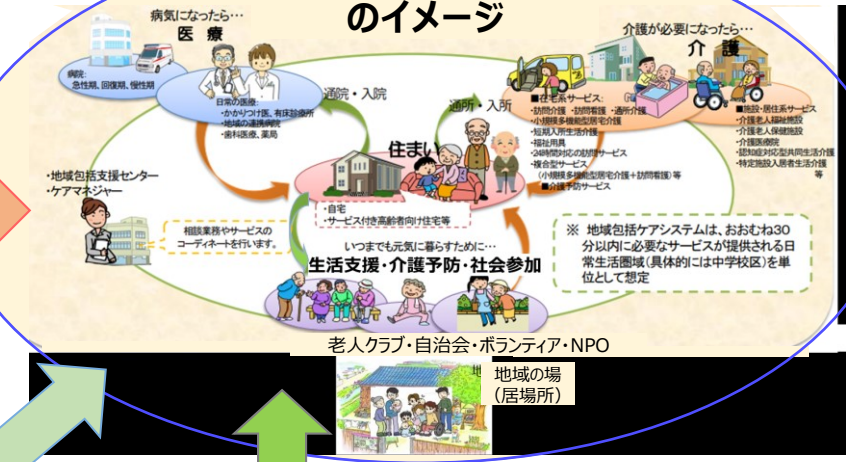 のイメージ
病気になったら…
医 療
病院:
急性期、回復期、慢性期
日常の医療:
・かかりつけ医、有床診療所
・地域の連携病院
・歯科医療、薬局
通院・入院
通所・入所
介護が必要になったら…
介 護
■在宅系サービス:
・訪問介護 ・訪問看護 ・通所介護
・小規模多機能型居宅介護
・短期入所生活介護
・福祉用具
・24時間対応の訪問サービス
・複合型サービス
(小規模多機能型居宅介護+訪問看護)等
■介護予防サービス
■施設・居住系サービス
・介護老人福祉施設
・介護老人保健施設
・介護医療院
・認知症対応型共同生活介護
・特定施設入居者生活介護
等
住まい
・自宅
・サービス付き高齢者向け住宅等
・地域包括支援センター
・ケアマネジャー
相談業務やサービスの
コーディネートを行います。
いつまでも元気に暮らすために…
生活支援・介護予防・社会参加
※ 地域包括ケアシステムは、おおむね30
分以内に必要なサービスが提供される日
常生活圏域(具体的には中学校区)を単
位として想定
老人クラブ・自治会・ボランティア・NPO
地域の場
(居場所)